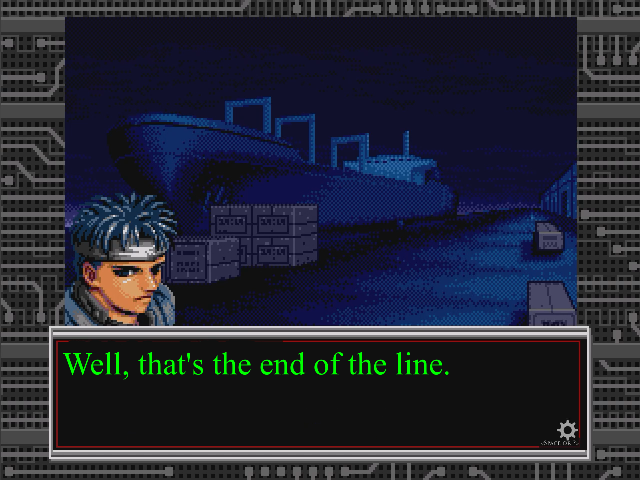 Well, that's the end of the line.